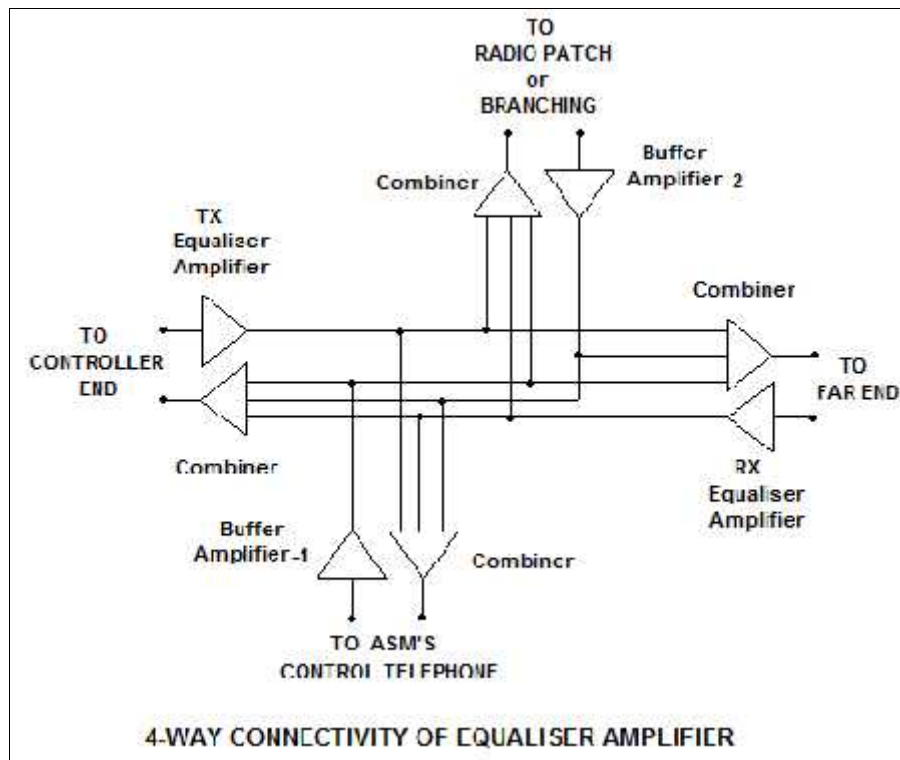 TO
RADIO PATCH
or
BRANCHING
Buffer
Amplifier 2
Combiner
TX
Equaliser
Amplifier
Combiner
TO
CONTROLLER
END
TO
FAR END
Combiner
RX
Equaliser
Amplifier
Buffer
Amplifier-1
Combiner
TO ASM'S
CONTROL TELEPHONE
4-WAY CONNECTIVITY OF EQUALISER AMPLIFIER